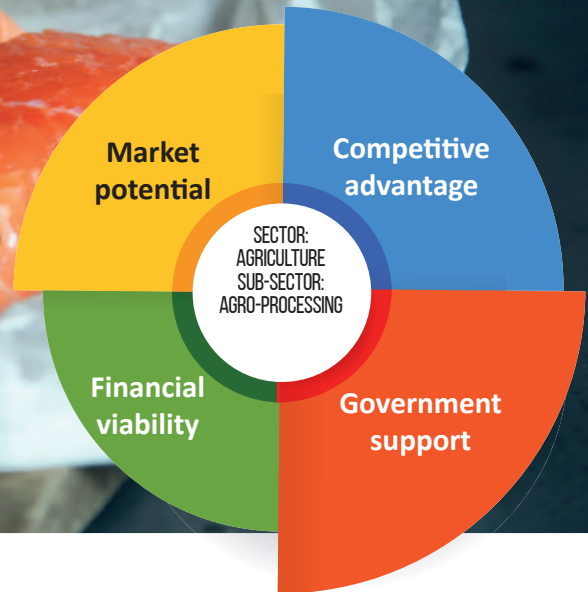 Market
potential
Competitive
advantage
SECTOR:
AGRICULTURE
SUB-SECTOR:
AGRO-PROCESSING
Financial
viability
Government
support